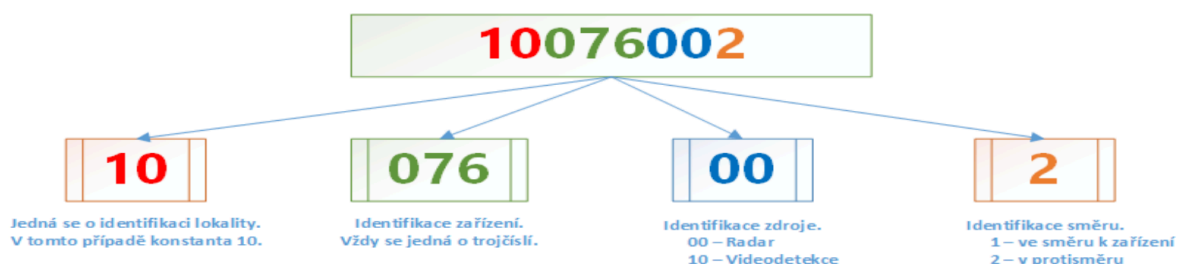 10076002
10
076
00
2
Jedná se o identifikaci lokality.
V tomto případě konstanta 10.
Identifikace zařízení.
Vždy se jedná o trojčíslí.
Identifikace zdroje.
00 – Radar
10 – Videodetekce
Identifikace směru.
1 – ve směru k zařízení
2 – v protisměru